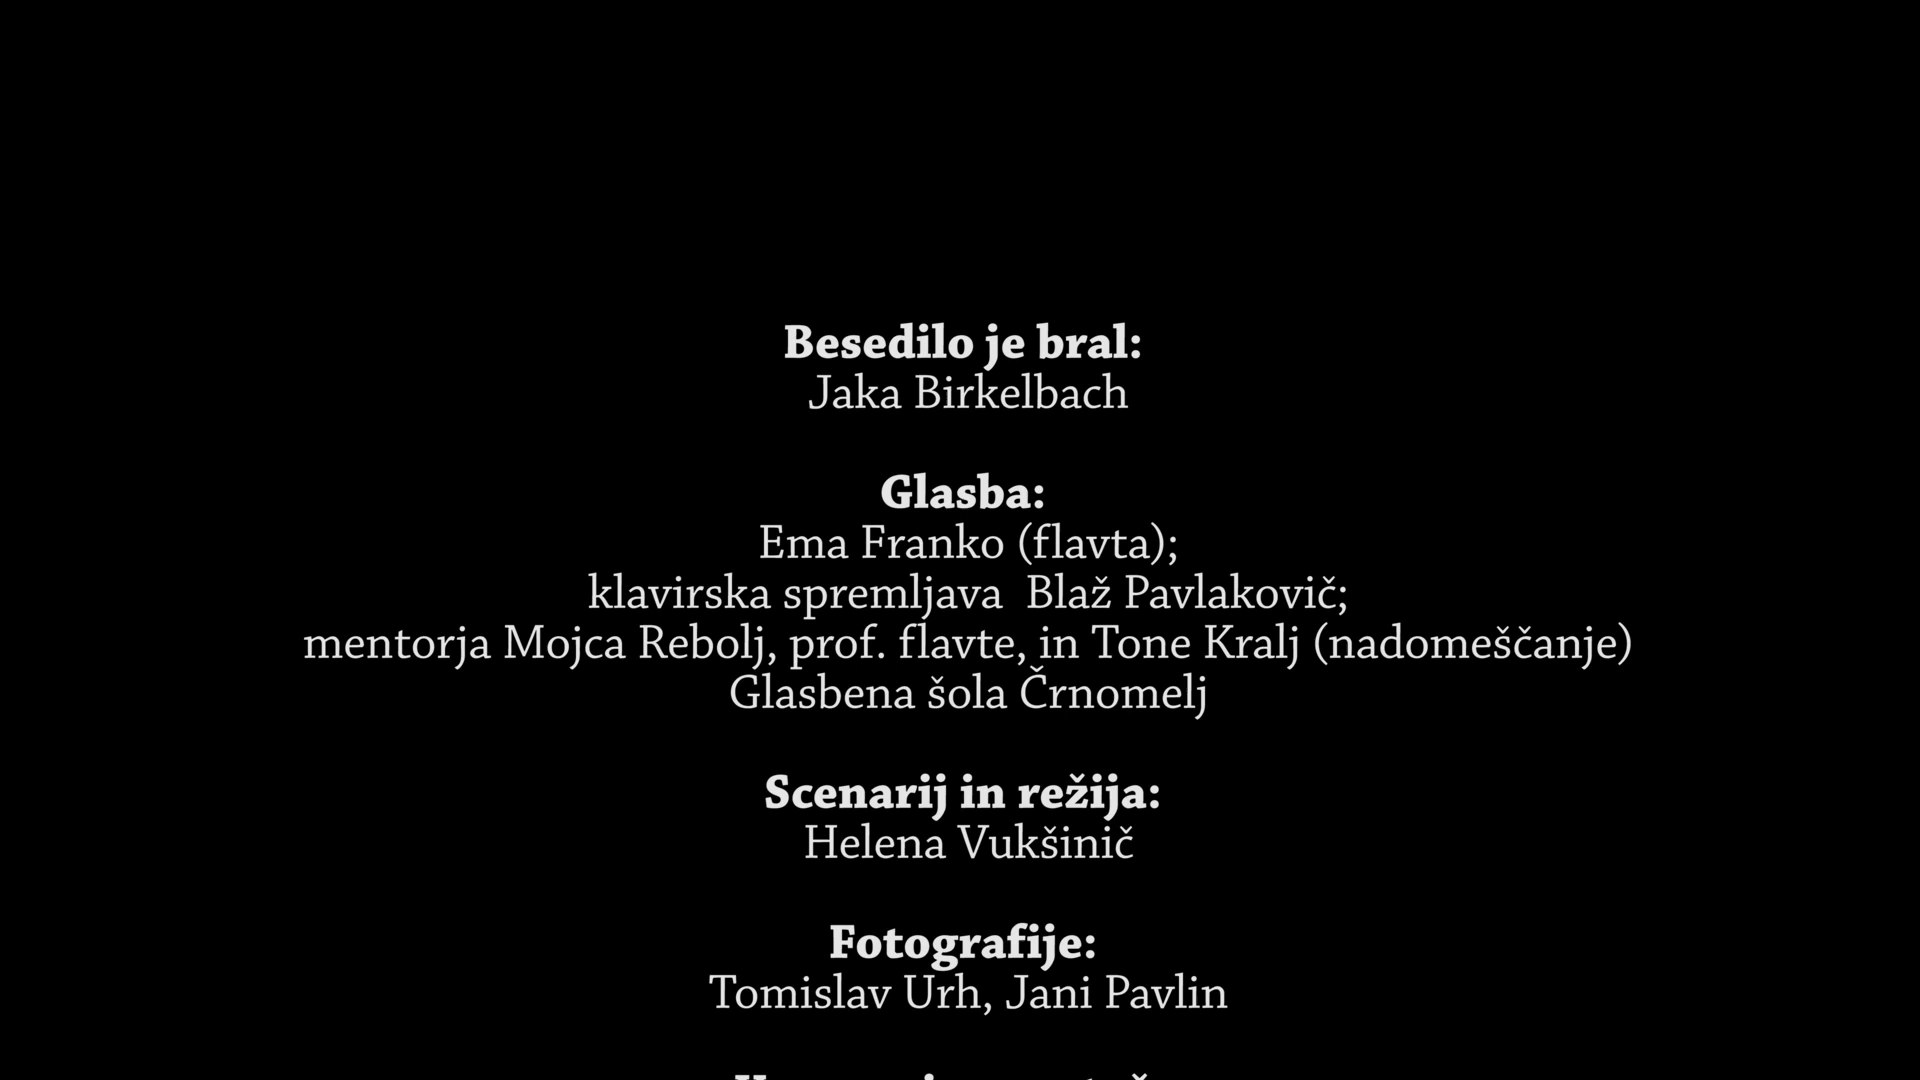 Besedilo je bral:
Jaka Birkelbach
Glasba:
Ema Franko (flavta);
klavirska spremljava  Blaž Pavlakovič;
mentorja Mojca Rebolj, prof. flavte, in Tone Kralj (nadomeščanje)
Glasbena šola Črnomelj
Scenarij in režija:
Helena Vukšinič
Fotografije:
Tomislav Urh, Jani Pavlin